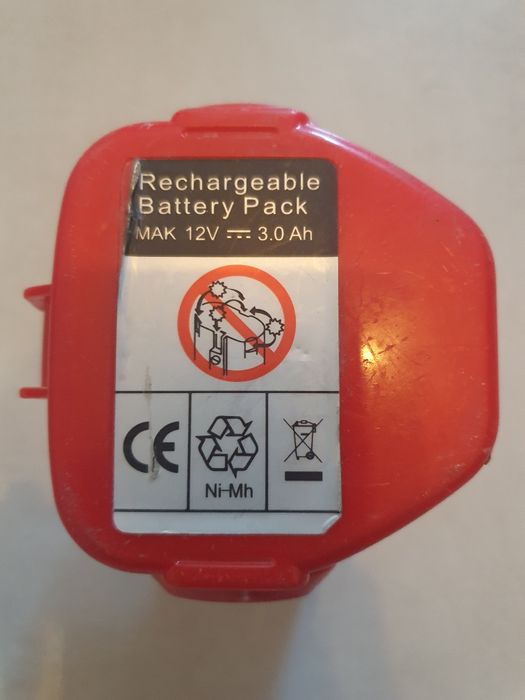 Rechargeable
Battery Pack
MAK 12V ⎓ 3.0 Ah
CE
Ni-Mh